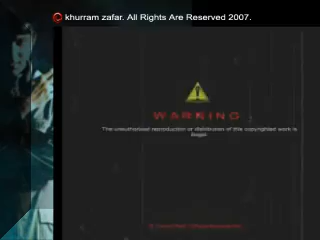 khurram zafar. All Rights Are Reserved 2007.
WARNING
The unauthorized reproduction or distribution of this copyrighted work is
illegal.